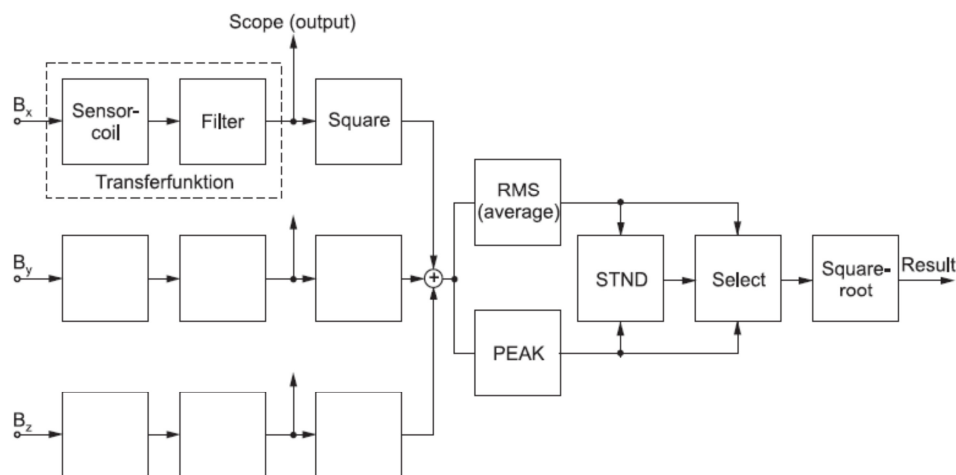 Scope (output)
Bx
Sensor-
coil
Filter
Square
Transferfunktion
RMS
(average)
By
STND
Select
Square-
root
Result
PEAK
Bz